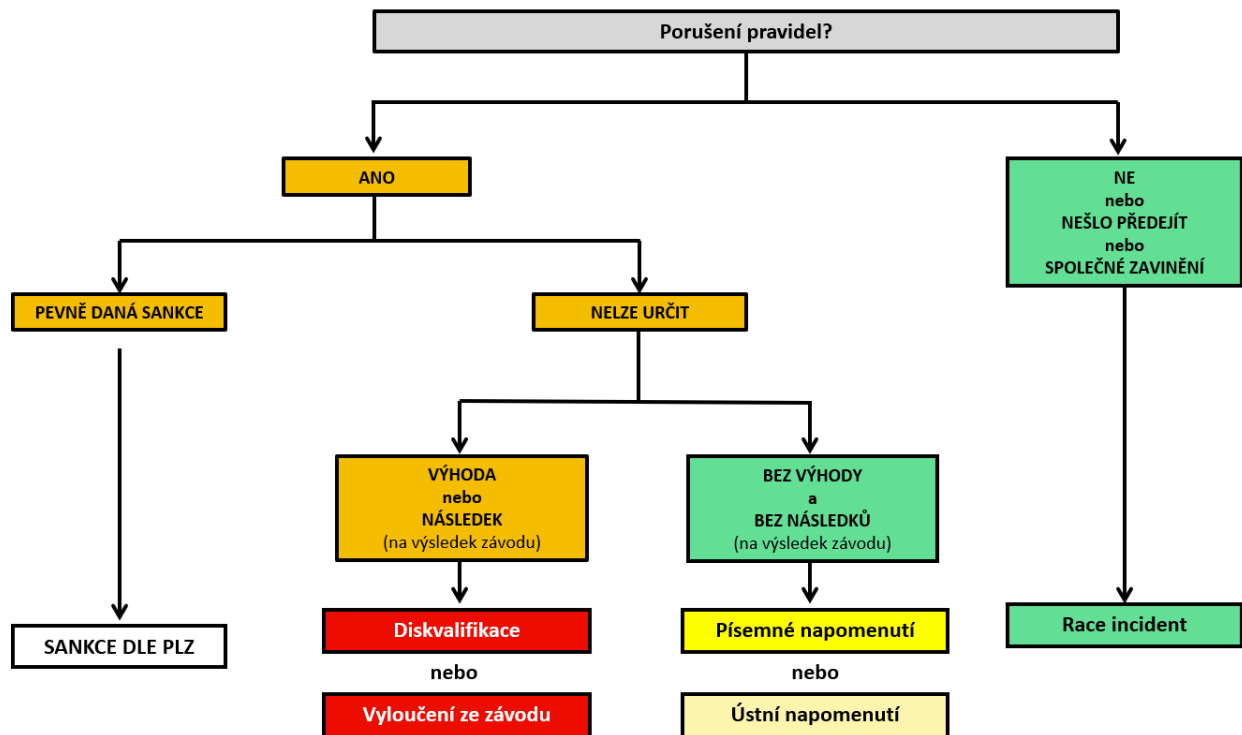 Porušení pravidel?
ANO
NE
nebo
NEŠLO PŘEDEJÍT
nebo
SPOLEČNÉ ZAVINĚNÍ
PEVNĚ DANÁ SANKCE
NELZE URČIT
VÝHODA
nebo
NÁSLEDEK
(na výsledek závodu)
BEZ VÝHODY
a
BEZ NÁSLEDKŮ
(na výsledek závodu)
SANKCE DLE PLZ
Diskvalifikace
nebo
Vyloučení ze závodu
Písemné napomenutí
nebo
Ústní napomenutí
Race incident